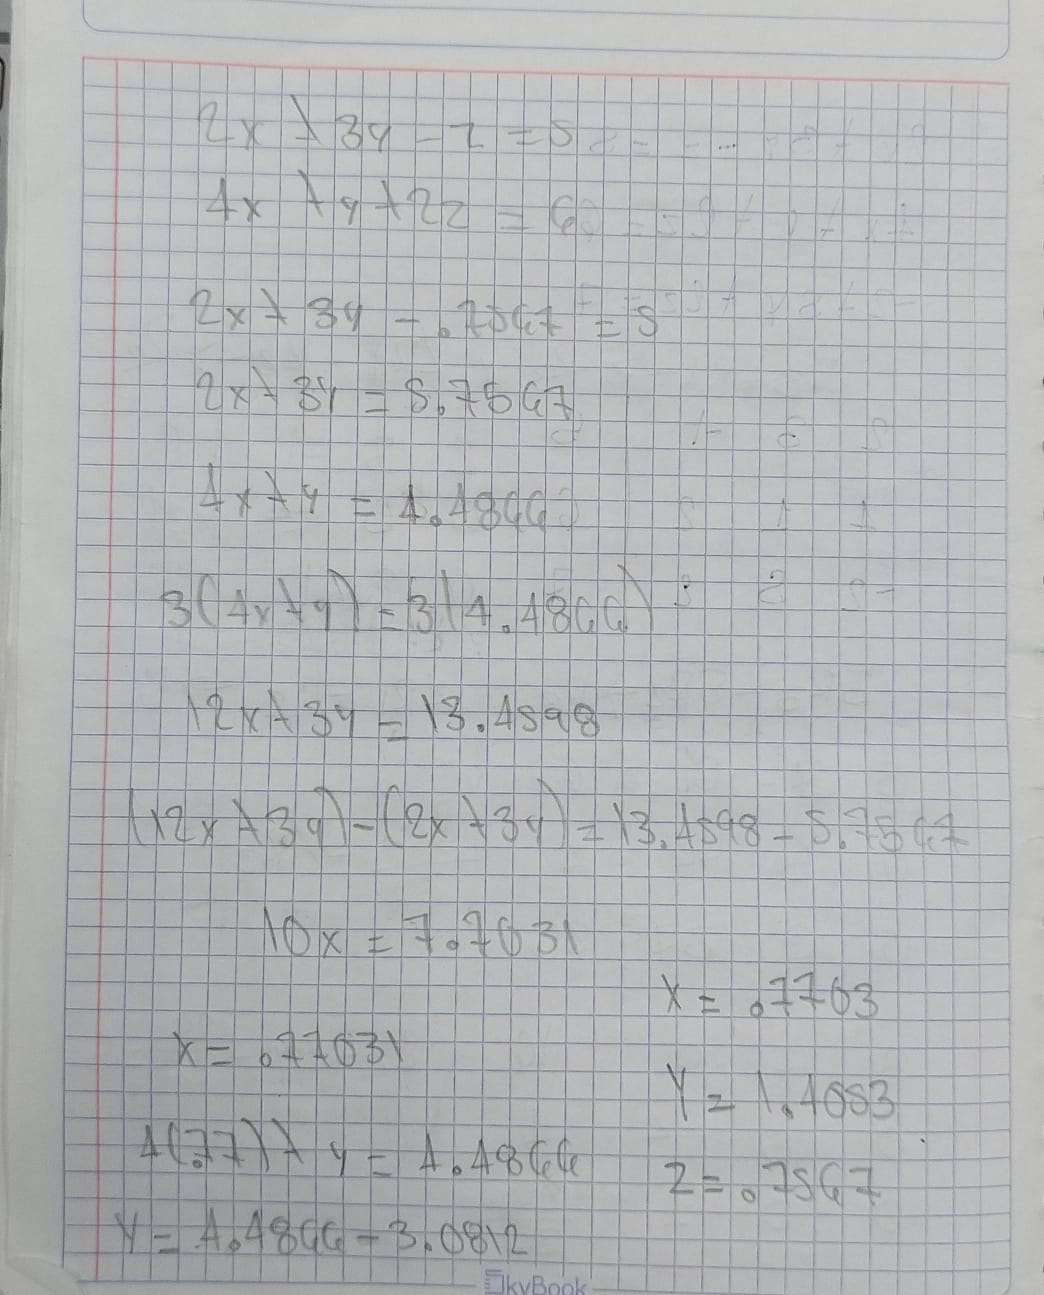 2x + 3y - z = 5
4x + y + 2z = 6
2x + 3y - .7567 = 5
2x + 3y = 5.7567
4x + y = 4.4866
3(4x + y) = 3(4.4866)
12x + 3y = 13.4598
(12x + 3y) - (2x + 3y) = 13.4598 - 5.7567
10x = 7.7031
x = .7703
x = .77031
y = 1.4053
4(.77) + y = 4.4866
z = .7567
y = 4.4866 - 3.0812
SkyBook